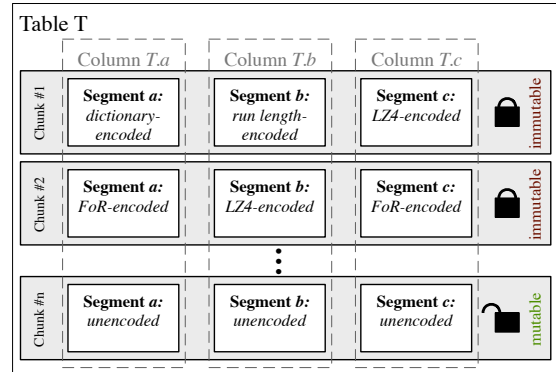 Table T
Column T.a
Column T.b
Column T.c
Chunk #1
Segment a:
dictionary-
encoded
Segment b:
run length-
encoded
Segment c:
LZ4-encoded
immutable
Chunk #2
Segment a:
FoR-encoded
Segment b:
LZ4-encoded
Segment c:
FoR-encoded
immutable
Chunk #n
Segment a:
unencoded
Segment b:
unencoded
Segment c:
unencoded
mutable